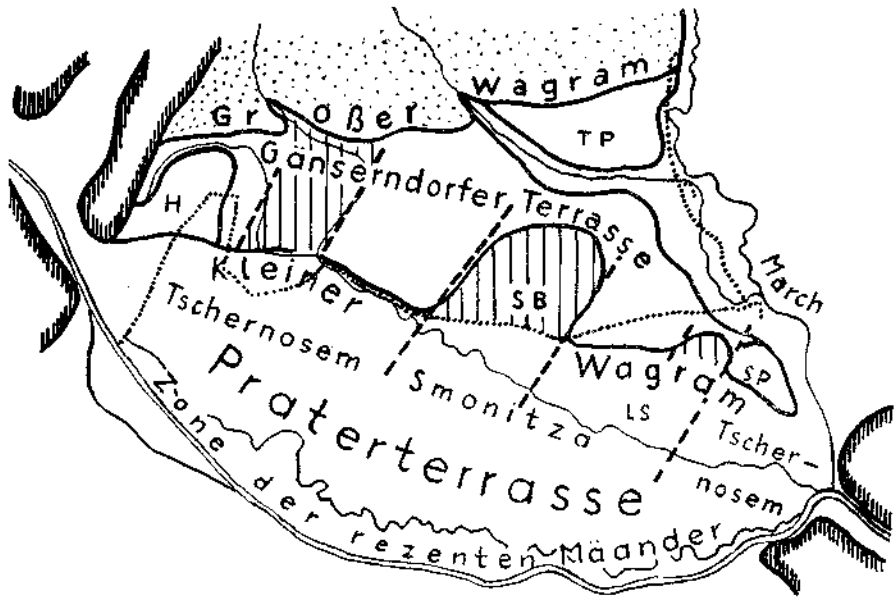 Großer Wagram
TP
Gänserndorfer Terrasse
H
Kleiner Wagram
SB
March
SP
Tschernosem
Smonitza
LS
Tschernosem
Praterterrasse
Zone der rezenten Mäander